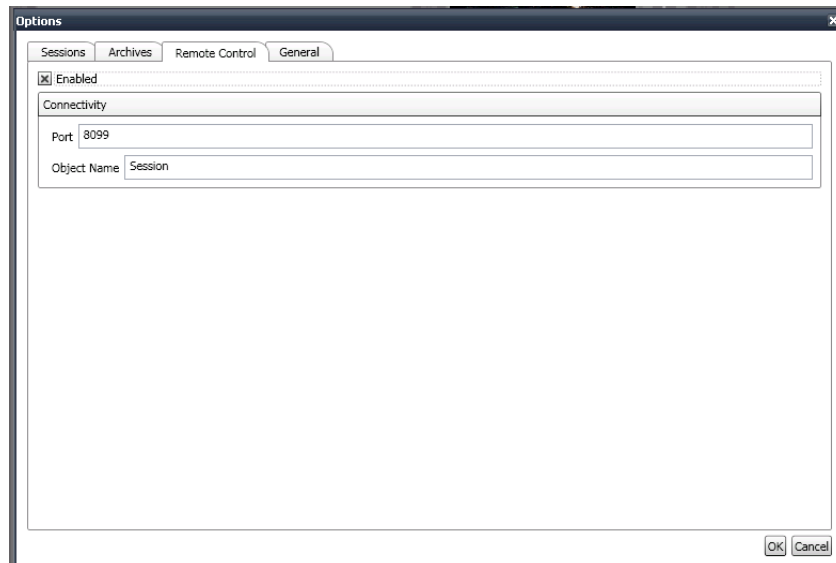 Options
Sessions Archives Remote Control General
Enabled
Connectivity
Port 8099
Object Name Session
OK Cancel